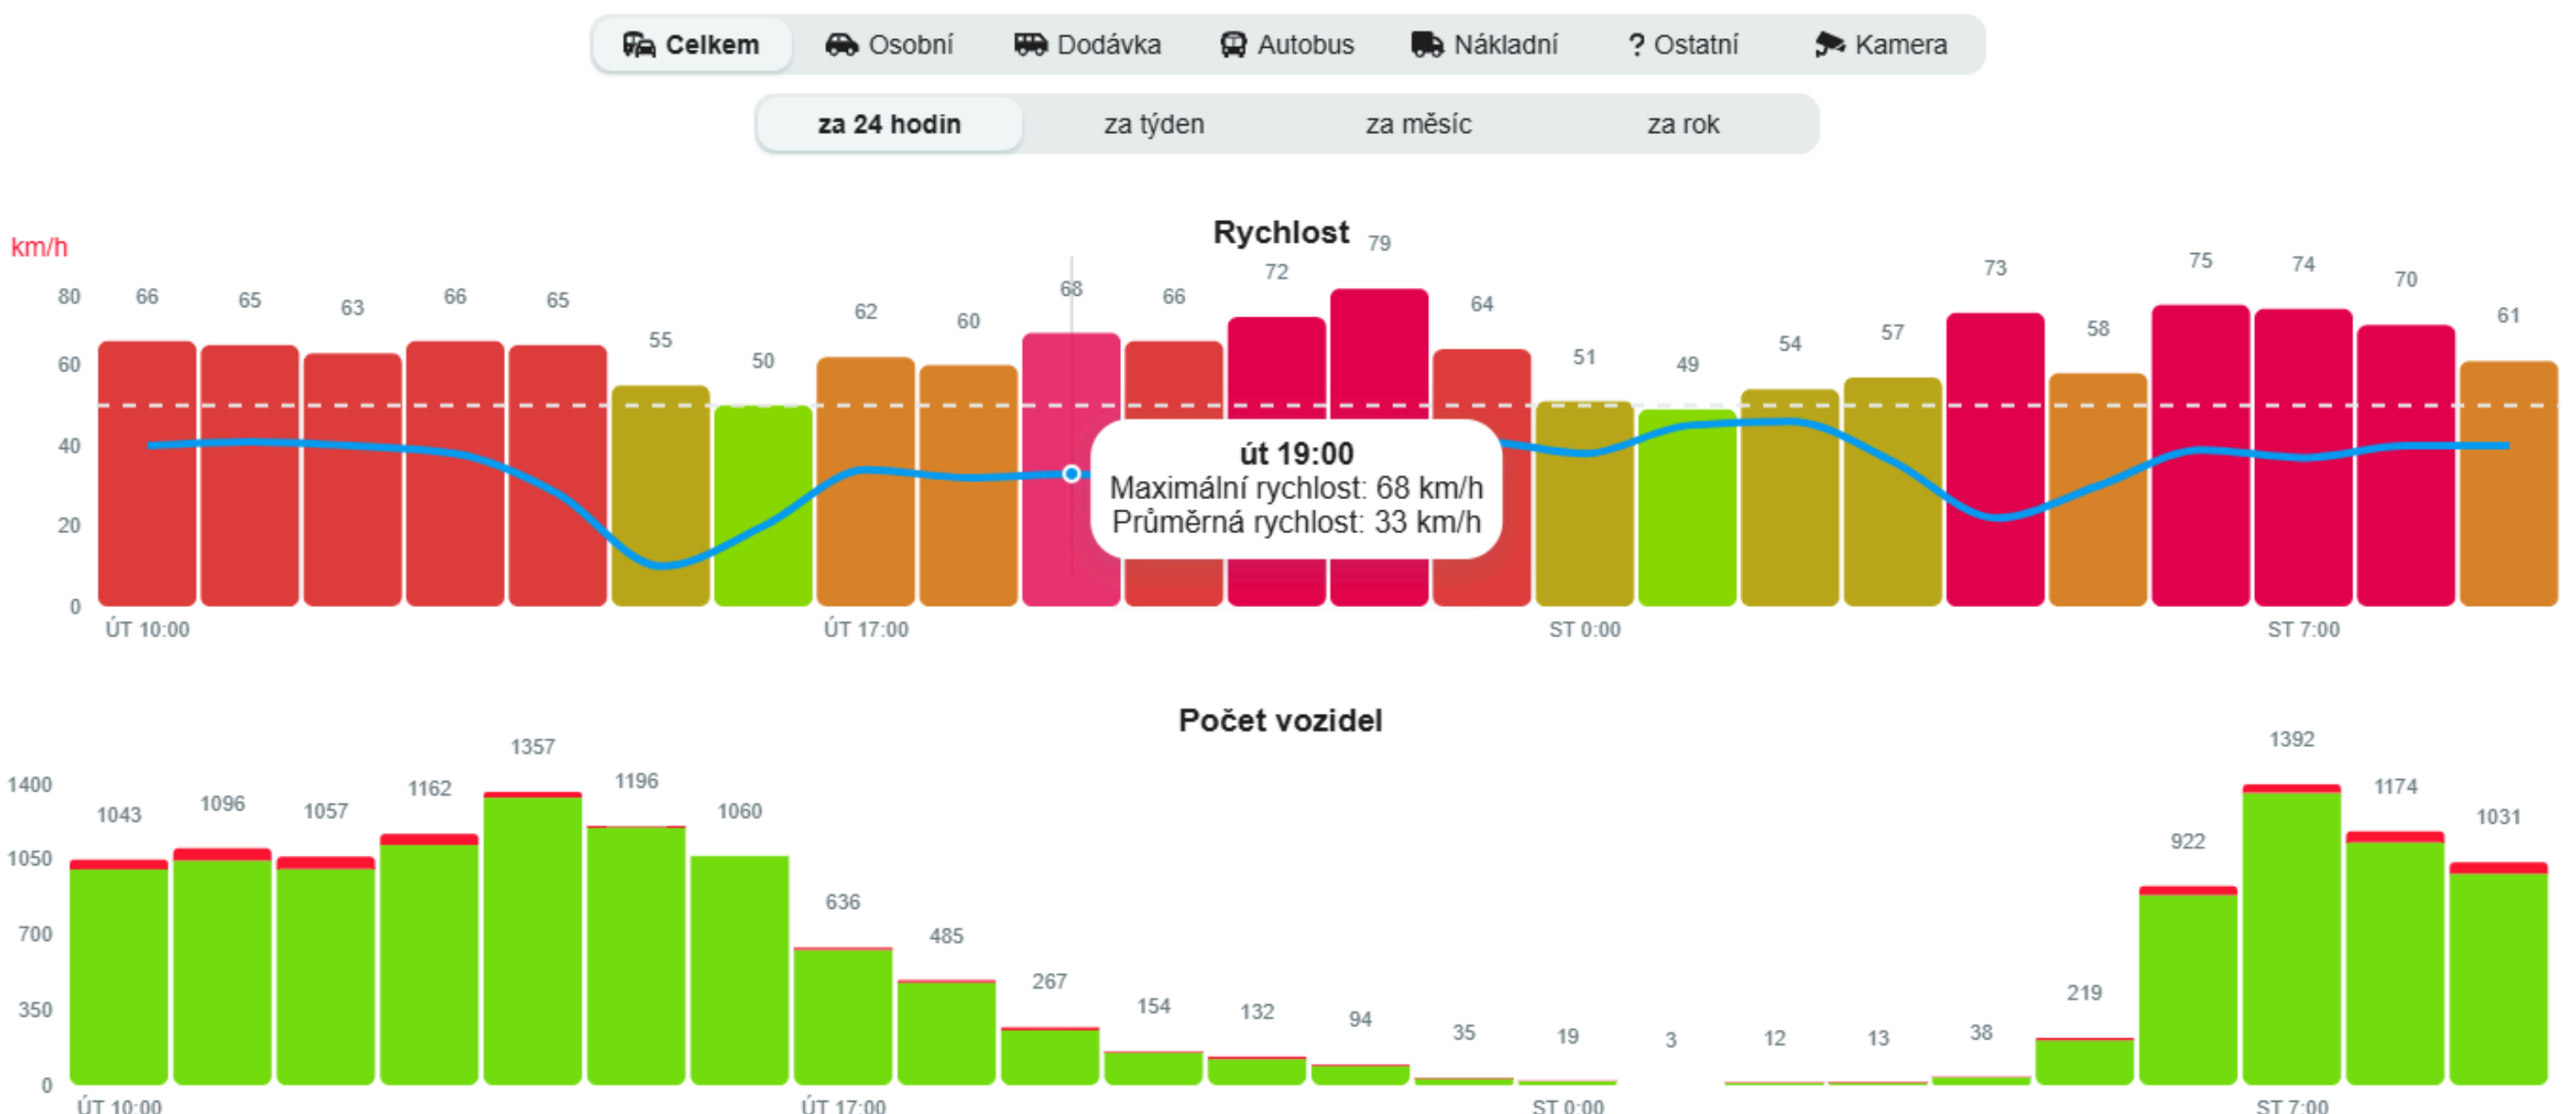 Celkem Osobní Dodávka Autobus Nákladní ? Ostatní Kamera
za 24 hodin za týden za měsíc za rok
Rychlost
km/h
79
75
74
73
72
70
80 66 65 63 66 65 62 60 68 66 64 61
55 50 51 49 54 57 58
60
40
20
0
út 19:00
Maximální rychlost: 68 km/h
Průměrná rychlost: 33 km/h
ÚT 10:00 ÚT 17:00 ST 0:00 ST 7:00
Počet vozidel
1400
1050
700
350
0
1043 1096 1057 1162 1357 1196 1060 636 485 267 154 132 94 35 19 3 12 13 38 219 922 1392 1174 1031
ÚT 10:00 ÚT 17:00 ST 0:00 ST 7:00